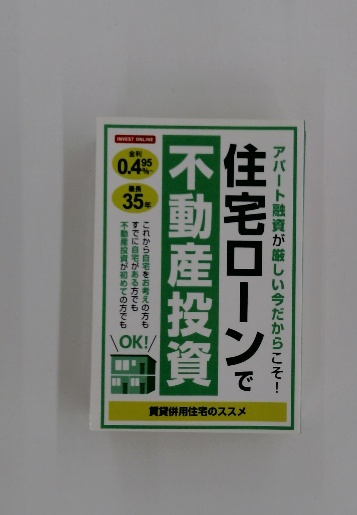 アパート融資が厳しい今だからこそ！
住宅ローンで
不動産投資
INVEST ONLINE
金利
0.495%~
最長
35年
これから自宅をお考えの方も
すでに自宅がある方でも
不動産投資が初めての方でも
OK!
賃貸併用住宅のススメ